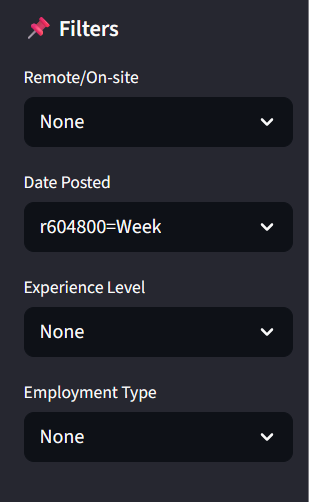 📌 Filters
Remote/On-site
None
Date Posted
r604800=Week
Experience Level
None
Employment Type
None